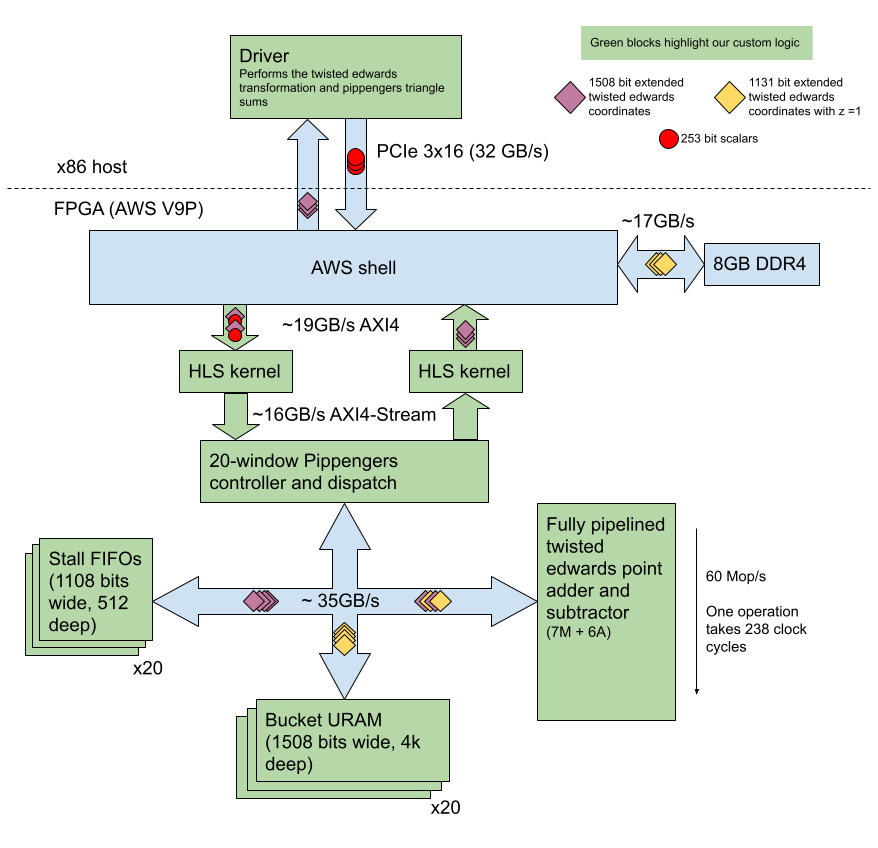 Driver
Performs the twisted edwards
transformation and pippengers triangle
sums
Green blocks highlight our custom logic
1508 bit extended
twisted edwards
coordinates
1131 bit extended
twisted edwards
coordinates with z =1
253 bit scalars
PCIe 3x16 (32 GB/s)
x86 host
FPGA (AWS V9P)
~17GB/s
AWS shell
8GB DDR4
~19GB/s AXI4
HLS kernel
HLS kernel
~16GB/s AXI4-Stream
20-window Pippengers
controller and dispatch
Stall FIFOs
(1108 bits
wide, 512
deep)
x20
~ 35GB/s
Fully pipelined
twisted
edwards point
adder and
subtractor
(7M + 6A)
60 Mop/s
One operation
takes 238 clock
cycles
Bucket URAM
(1508 bits wide, 4k
deep)
x20